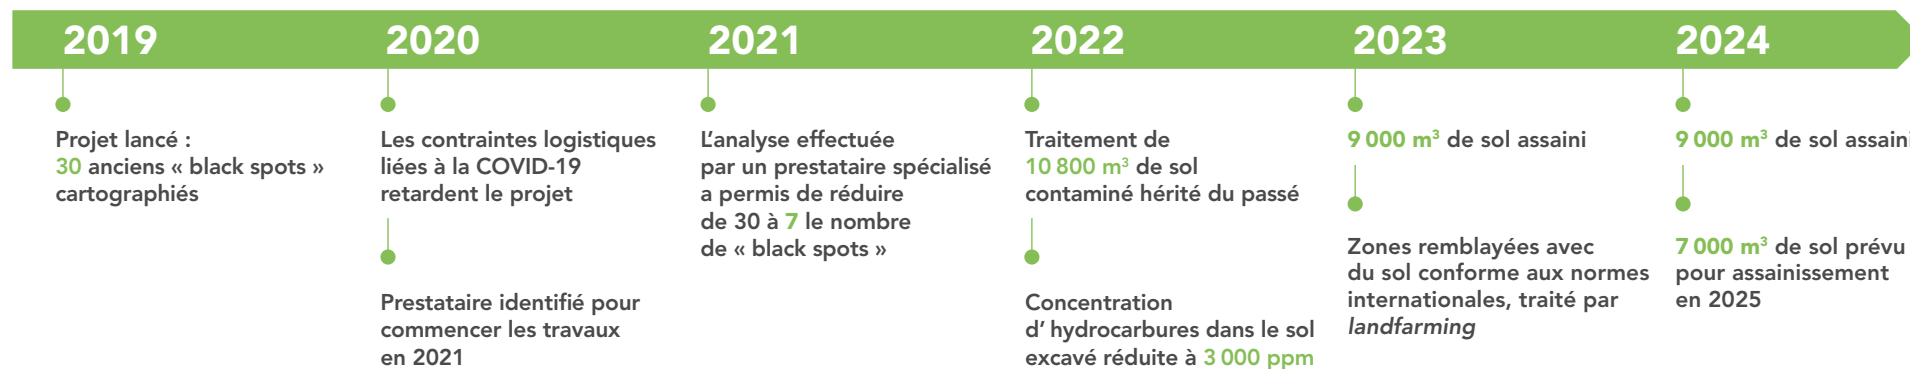 2019
Projet lancé :
30 anciens « black spots »
cartographiés
2020
Les contraintes logistiques
liées à la COVID-19
retardent le projet
Prestataire identifié pour
commencer les travaux
en 2021
2021
L’analyse effectuée
par un prestataire spécialisé
a permis de réduire
de 30 à 7 le nombre
de « black spots »
2022
Traitement de
10 800 m³ de sol
contaminé hérité du passé
Concentration
d’ hydrocarbures dans le sol
excavé réduite à 3 000 ppm
2023
9 000 m³ de sol assaini
Zones remblayées avec
du sol conforme aux normes
internationales, traité par
landfarming
2024
9 000 m³ de sol assaini
7 000 m³ de sol prévu
pour assainissement
en 2025